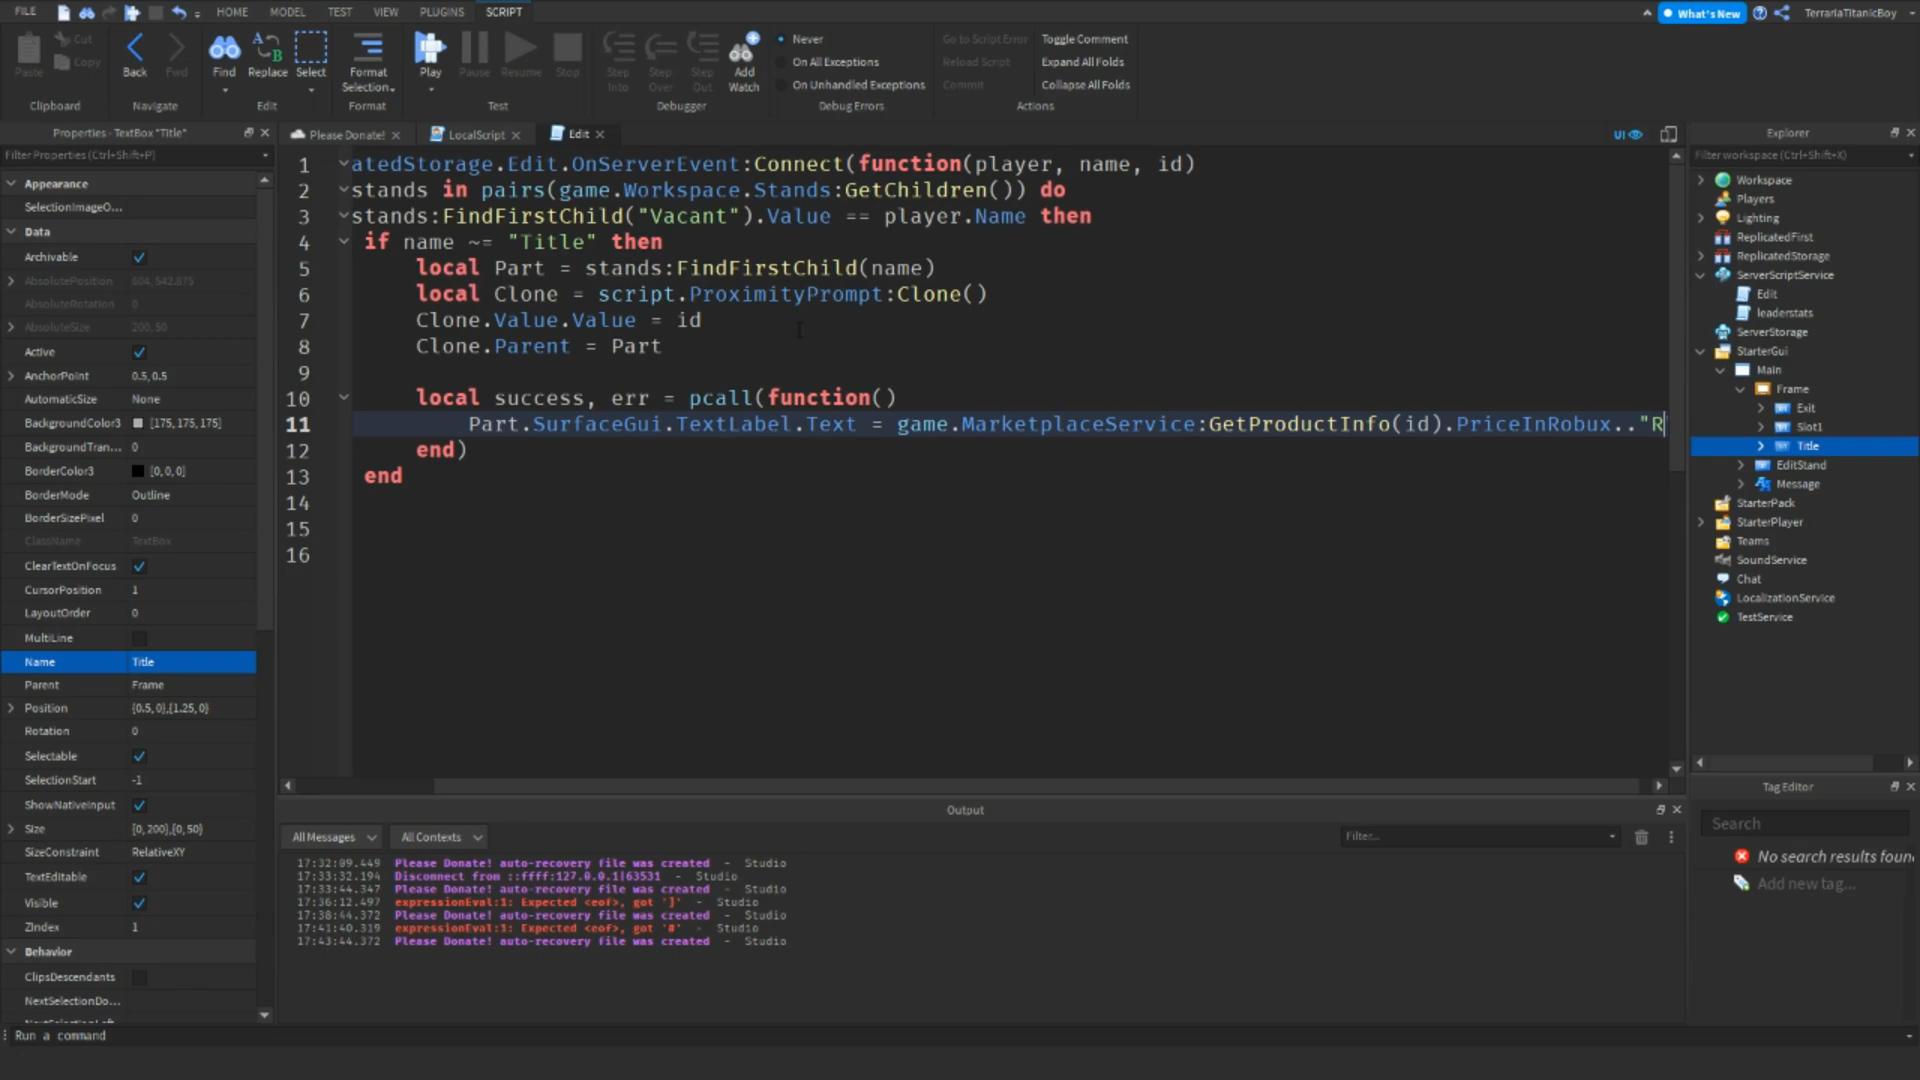 FILE HOME MODEL TEST VIEW PLUGINS SCRIPT What's New TerrariaTitanicBoy
Paste Cut Copy Clipboard
Back Fwd Navigate
Find Replace Select Edit
Format Selection Format
Play Pause Resume Stop Test
Step Into Step Over Step Out Add Watch Debugger
Never
On All Exceptions
On Unhandled Exceptions
Debug Errors
Go to Script Error Toggle Comment
Reload Script Expand All Folds
Commit Collapse All Folds
Actions
Properties - TextBox "Title"
Filter Properties (Ctrl+Shift+P)
Appearance
SelectionImageO...
Data
Archivable
AbsolutePosition 604, 542.875
AbsoluteRotation 0
AbsoluteSize 200, 50
Active
AnchorPoint 0.5, 0.5
AutomaticSize None
BackgroundColor3 [175, 175, 175]
BackgroundTran... 0
BorderColor3 [0, 0, 0]
BorderMode Outline
BorderSizePixel 0
ClassName TextBox
ClearTextOnFocus
CursorPosition 1
LayoutOrder 0
MultiLine
Name Title
Parent Frame
Position {0.5, 0},{1.25, 0}
Rotation 0
Selectable
SelectionStart -1
ShowNativeInput
Size {0, 200},{0, 50}
SizeConstraint RelativeXY
TextEditable
Visible
ZIndex 1
Behavior
ClipsDescendants
NextSelectionDo...
Please Donate! LocalScript Edit UI
1 atedStorage.Edit.OnServerEvent:Connect(function(player, name, id)
2 stands in pairs(game.Workspace.Stands:GetChildren()) do
3 stands:FindFirstChild("Vacant").Value == player.Name then
4 if name ~= "Title" then
5 local Part = stands:FindFirstChild(name)
6 local Clone = script.ProximityPrompt:Clone()
7 Clone.Value.Value = id
8 Clone.Parent = Part
9
10 local success, err = pcall(function()
11 Part.SurfaceGui.TextLabel.Text = game.MarketplaceService:GetProductInfo(id).PriceInRobux.."R
12 end)
13 end
14
15
16
Output
All Messages All Contexts Filter...
17:32:09.449 Please Donate! auto-recovery file was created - Studio
17:33:32.194 Disconnect from ::ffff:127.0.0.1|63531 - Studio
17:33:44.347 Please Donate! auto-recovery file was created - Studio
17:36:12.497 expressionEval:1: Expected <eof>, got ']' - Studio
17:38:44.372 Please Donate! auto-recovery file was created - Studio
17:41:40.319 expressionEval:1: Expected <eof>, got '#' - Studio
17:43:44.372 Please Donate! auto-recovery file was created - Studio
Explorer
Filter workspace (Ctrl+Shift+X)
Workspace
Players
Lighting
ReplicatedFirst
ReplicatedStorage
ServerScriptService
Edit
leaderstats
ServerStorage
StarterGui
Main
Frame
Exit
Slot1
Title
EditStand
Message
StarterPack
StarterPlayer
Teams
SoundService
Chat
LocalizationService
TestService
Tag Editor
Search
No search results foun
Add new tag...
Run a command